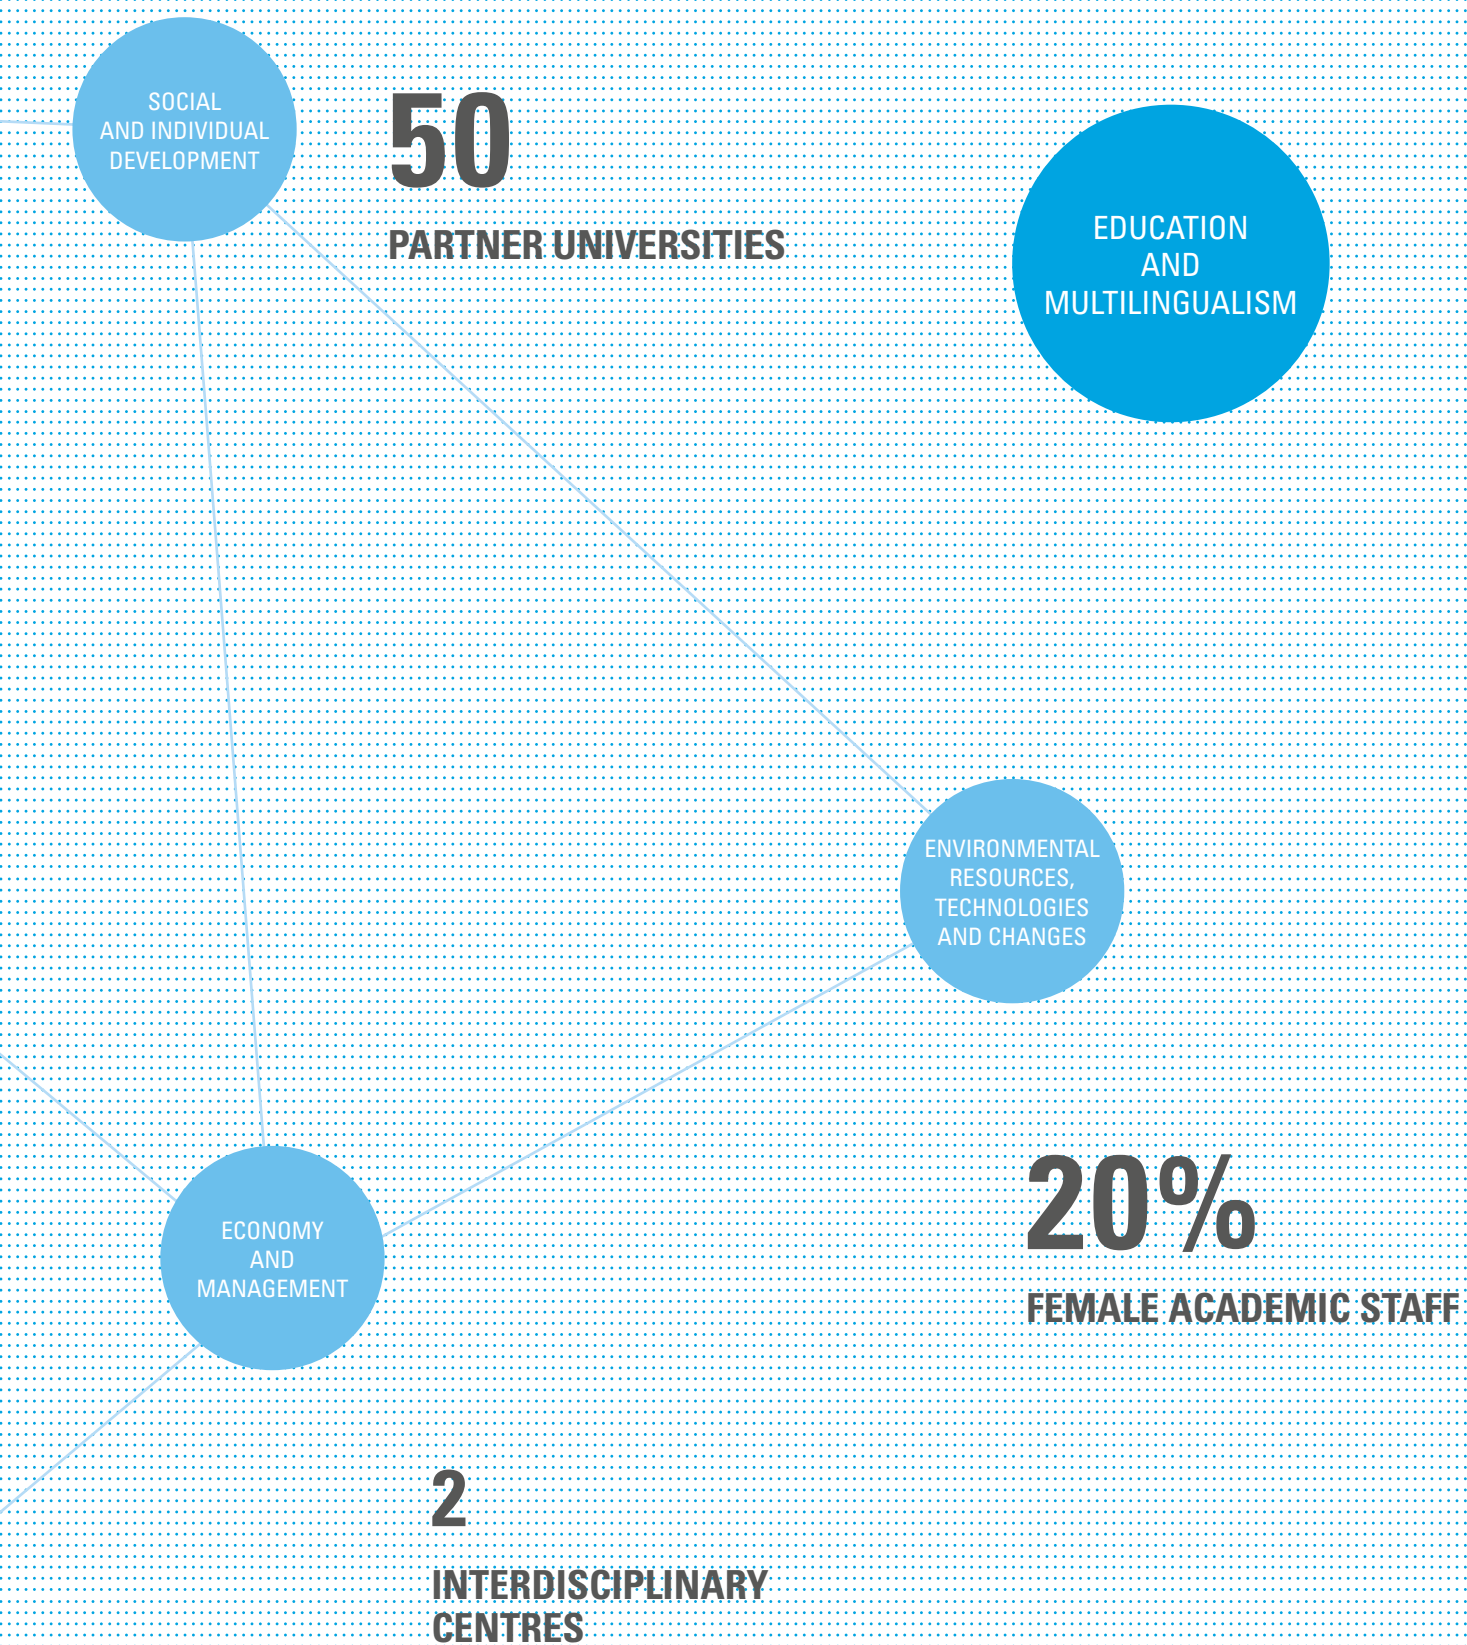 SOCIAL
AND INDIVIDUAL
DEVELOPMENT
50
PARTNER UNIVERSITIES
EDUCATION
AND
MULTILINGUALISM
ENVIRONMENTAL
RESOURCES,
TECHNOLOGIES
AND CHANGES
20%
FEMALE ACADEMIC STAFF
ECONOMY
AND
MANAGEMENT
2
INTERDISCIPLINARY
CENTRES